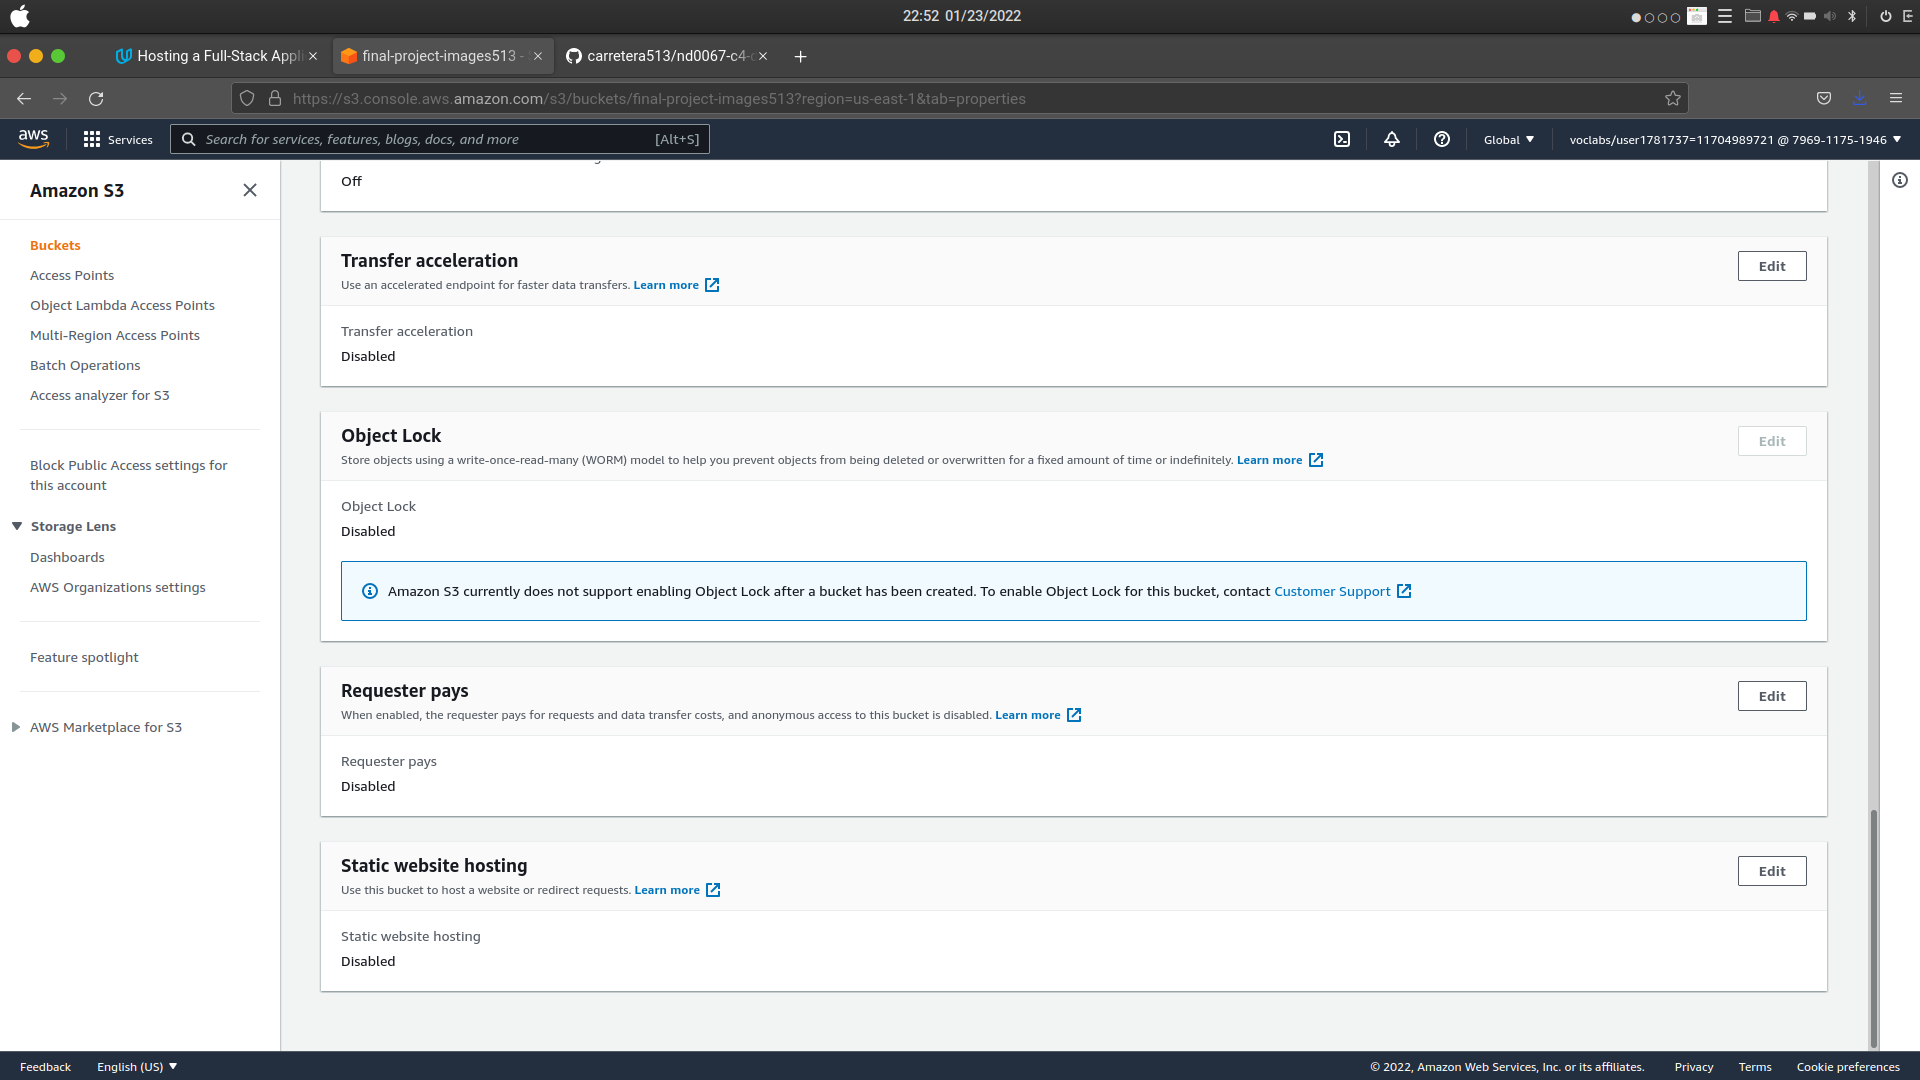 22:52 01/23/2022
Hosting a Full-Stack Appli
final-project-images513 -
carretera513/nd0067-c4-
https://s3.console.aws.amazon.com/s3/buckets/final-project-images513?region=us-east-1&tab=properties
aws
Services
Search for services, features, blogs, docs, and more
[Alt+S]
Global
voclabs/user1781737=11704989721 @ 7969-1175-1946
Amazon S3
Buckets
Access Points
Object Lambda Access Points
Multi-Region Access Points
Batch Operations
Access analyzer for S3
Block Public Access settings for
this account
Storage Lens
Dashboards
AWS Organizations settings
Feature spotlight
AWS Marketplace for S3
Off
Transfer acceleration
Edit
Use an accelerated endpoint for faster data transfers. Learn more
Transfer acceleration
Disabled
Object Lock
Edit
Store objects using a write-once-read-many (WORM) model to help you prevent objects from being deleted or overwritten for a fixed amount of time or indefinitely. Learn more
Object Lock
Disabled
Amazon S3 currently does not support enabling Object Lock after a bucket has been created. To enable Object Lock for this bucket, contact Customer Support
Requester pays
Edit
When enabled, the requester pays for requests and data transfer costs, and anonymous access to this bucket is disabled. Learn more
Requester pays
Disabled
Static website hosting
Edit
Use this bucket to host a website or redirect requests. Learn more
Static website hosting
Disabled
Feedback
English (US)
© 2022, Amazon Web Services, Inc. or its affiliates.
Privacy
Terms
Cookie preferences